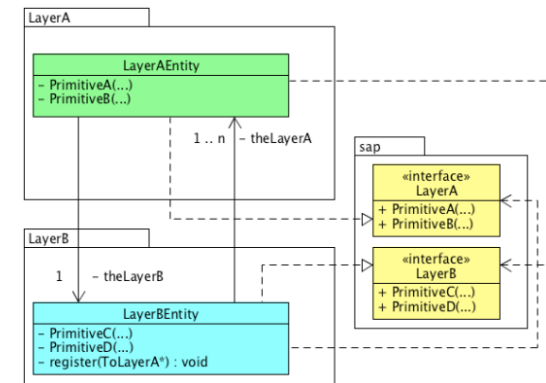 LayerA
LayerAEntity
- PrimitiveA(...)
- PrimitiveB(...)
1 .. n - theLayerA
sap
«interface»
LayerA
+ PrimitiveA(...)
+ PrimitiveB(...)
LayerB
«interface»
LayerB
+ PrimitiveC(...)
+ PrimitiveD(...)
1 - theLayerB
LayerBEntity
- PrimitiveC(...)
- PrimitiveD(...)
- register(ToLayerA*) : void